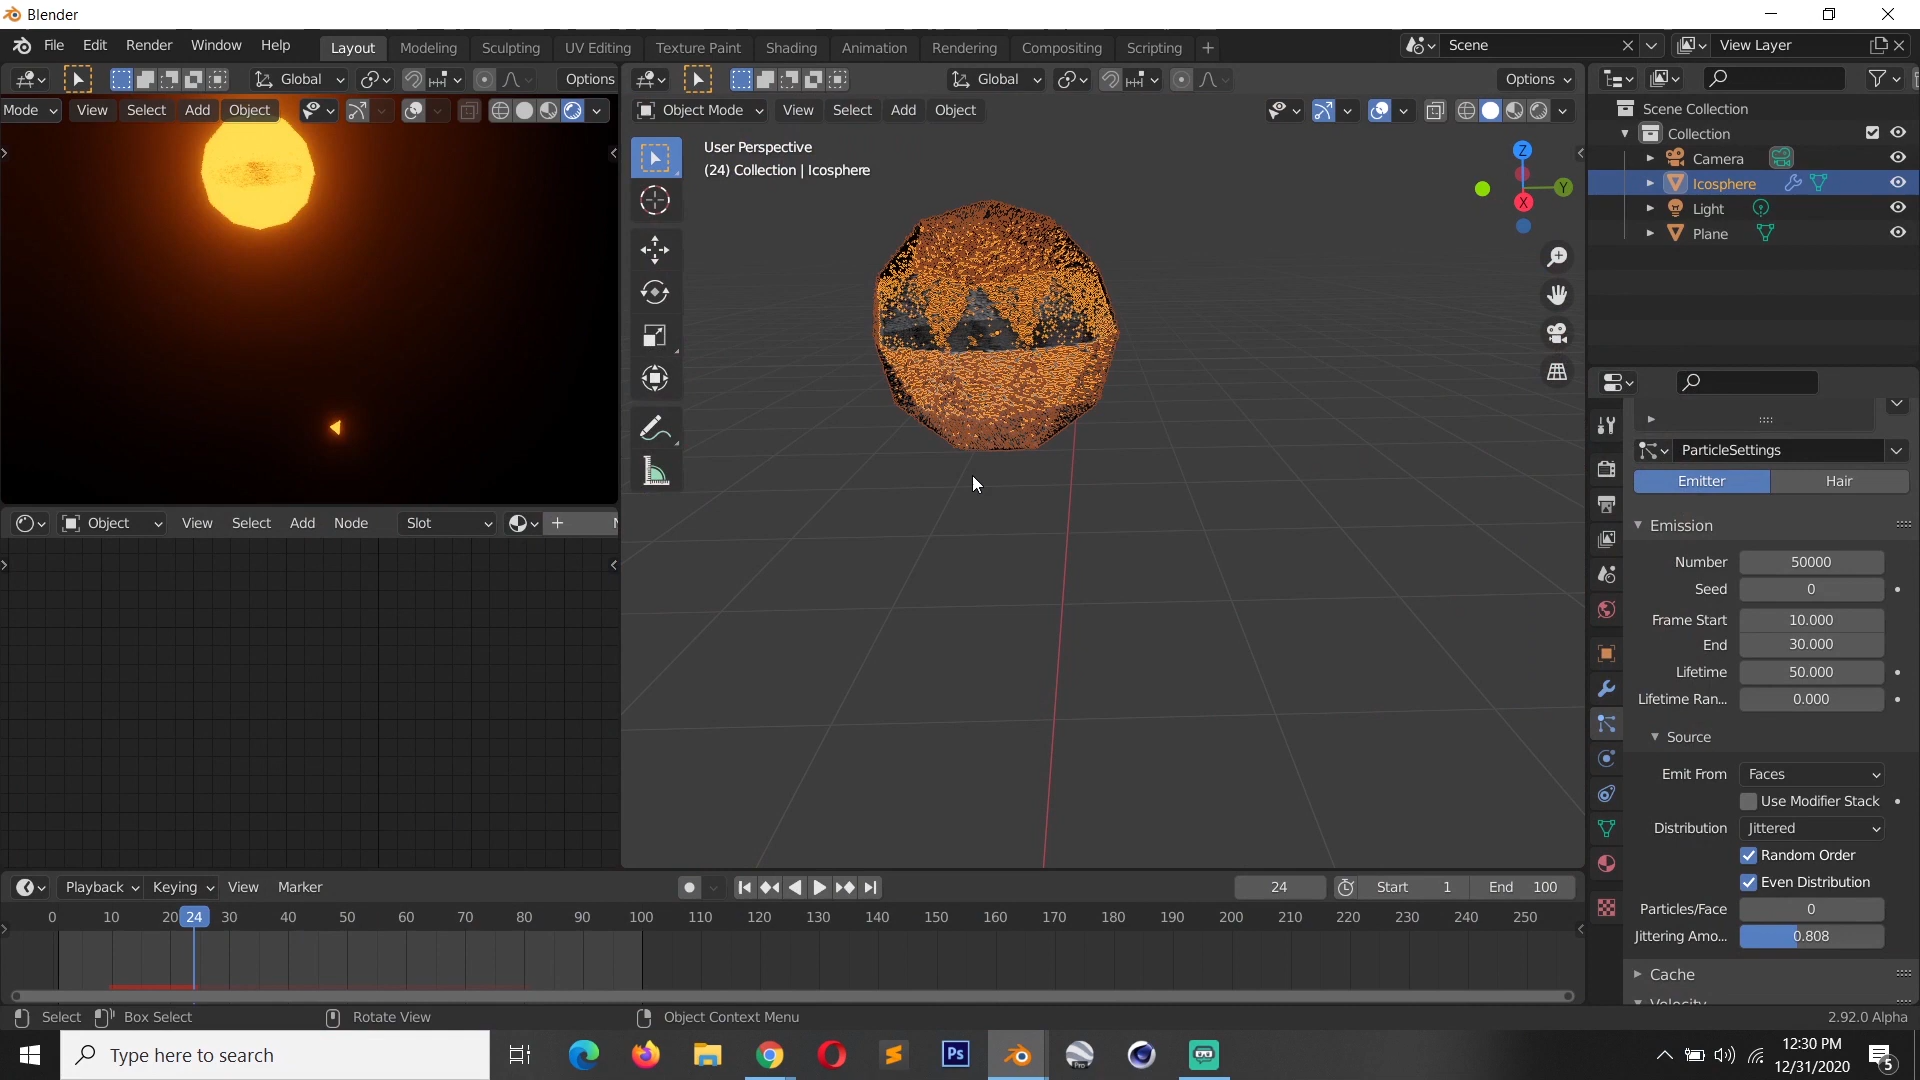 Blender
File Edit Render Window Help Layout Modeling Sculpting UV Editing Texture Paint Shading Animation Rendering Compositing Scripting + Scene View Layer
Global Options Global Options
Mode View Select Add Object Object Mode View Select Add Object
User Perspective
(24) Collection | Icosphere
Z
Y
X
Scene Collection
Collection
Camera
Icosphere
Light
Plane
ParticleSettings
Emitter Hair
Emission
Number 50000
Seed 0
Frame Start 10.000
End 30.000
Lifetime 50.000
Lifetime Ran... 0.000
Source
Emit From Faces
Use Modifier Stack
Distribution Jittered
Random Order
Even Distribution
Particles/Face 0
Jittering Amo... 0.808
Cache
Velocity
Object View Select Add Node Slot
Playback Keying View Marker 24 Start 1 End 100
0 10 20 24 30 40 50 60 70 80 90 100 110 120 130 140 150 160 170 180 190 200 210 220 230 240 250
Select Box Select Rotate View Object Context Menu 2.92.0 Alpha
Type here to search Ps 12:30 PM
12/31/2020 5